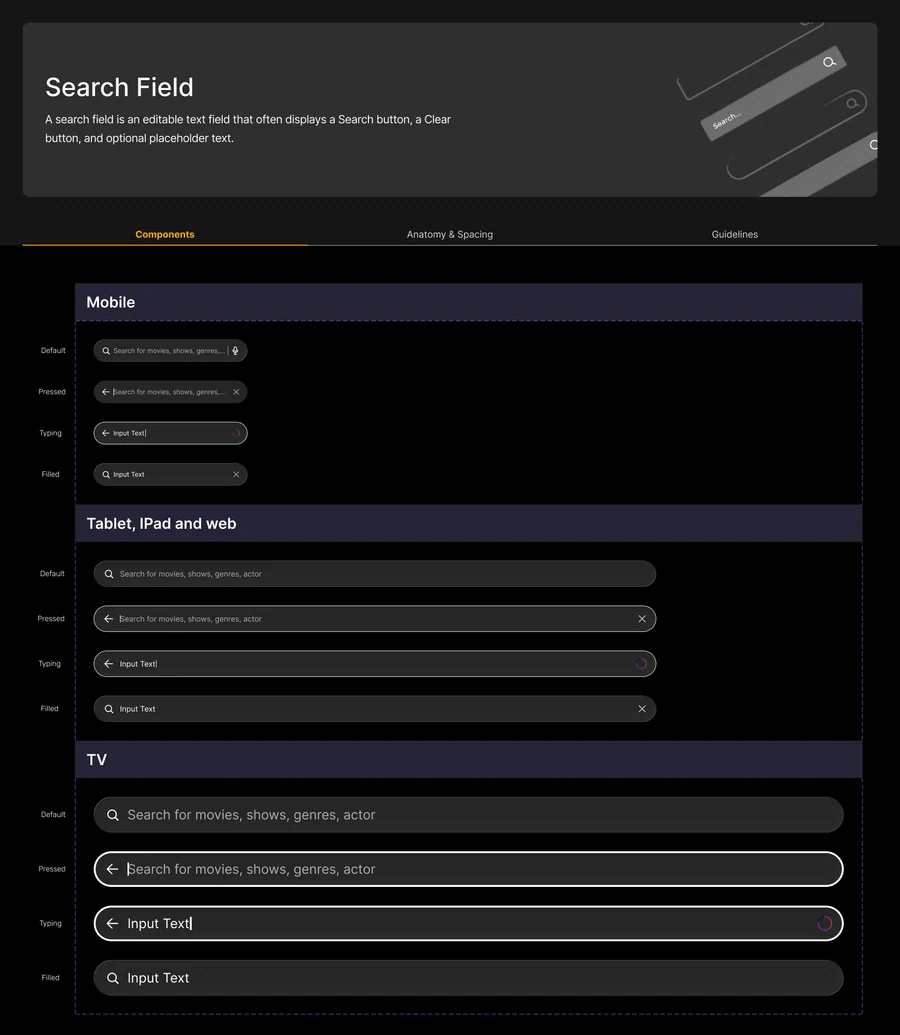 Search Field
A search field is an editable text field that often displays a Search button, a Clear
button, and optional placeholder text.
Search...
Components
Anatomy & Spacing
Guidelines
Mobile
Default
Search for movies, shows, genres,...
Pressed
Search for movies, shows, genres,...
Typing
Input Text
Filled
Input Text
Tablet, IPad and web
Default
Search for movies, shows, genres, actor
Pressed
Search for movies, shows, genres, actor
Typing
Input Text
Filled
Input Text
TV
Default
Search for movies, shows, genres, actor
Pressed
Search for movies, shows, genres, actor
Typing
Input Text
Filled
Input Text